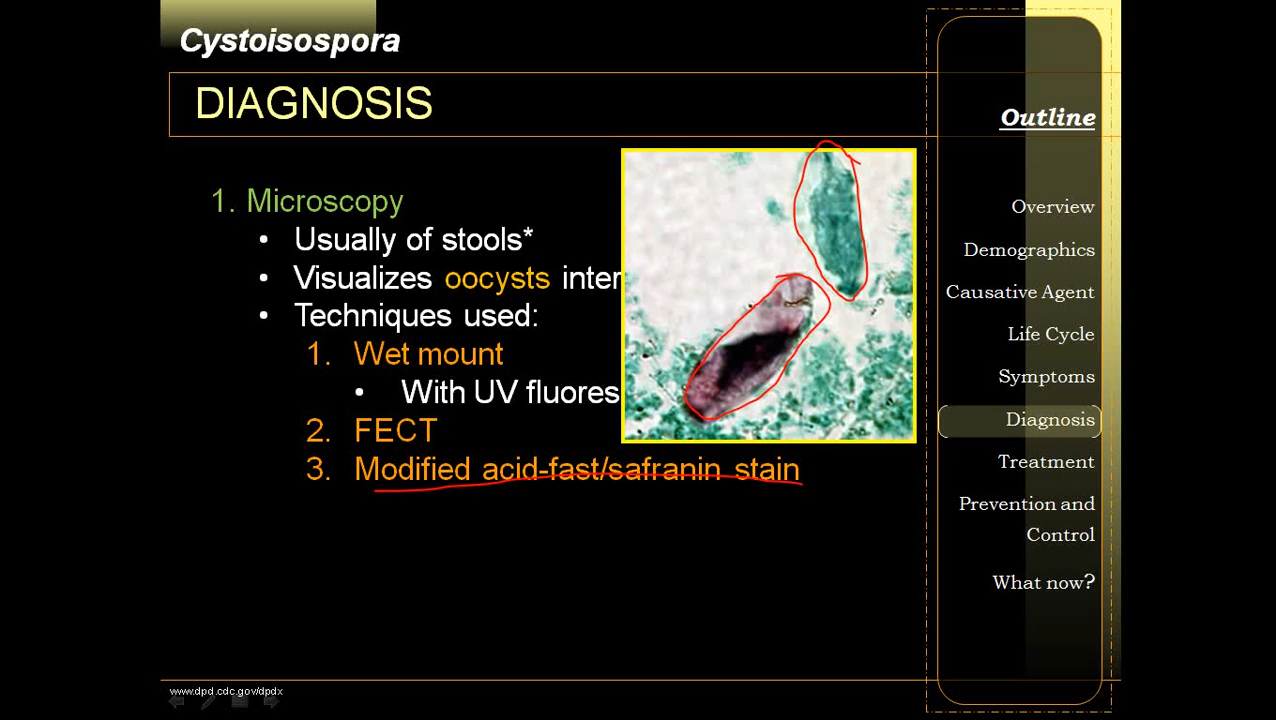 Cystoisospora
DIAGNOSIS
1. Microscopy
• Usually of stools*
• Visualizes oocysts inter
• Techniques used:
1. Wet mount
• With UV fluores
2. FECT
3. Modified acid-fast/safranin stain
www.dpd.cdc.gov/dpdx
Outline
Overview
Demographics
Causative Agent
Life Cycle
Symptoms
Diagnosis
Treatment
Prevention and
Control
What now?